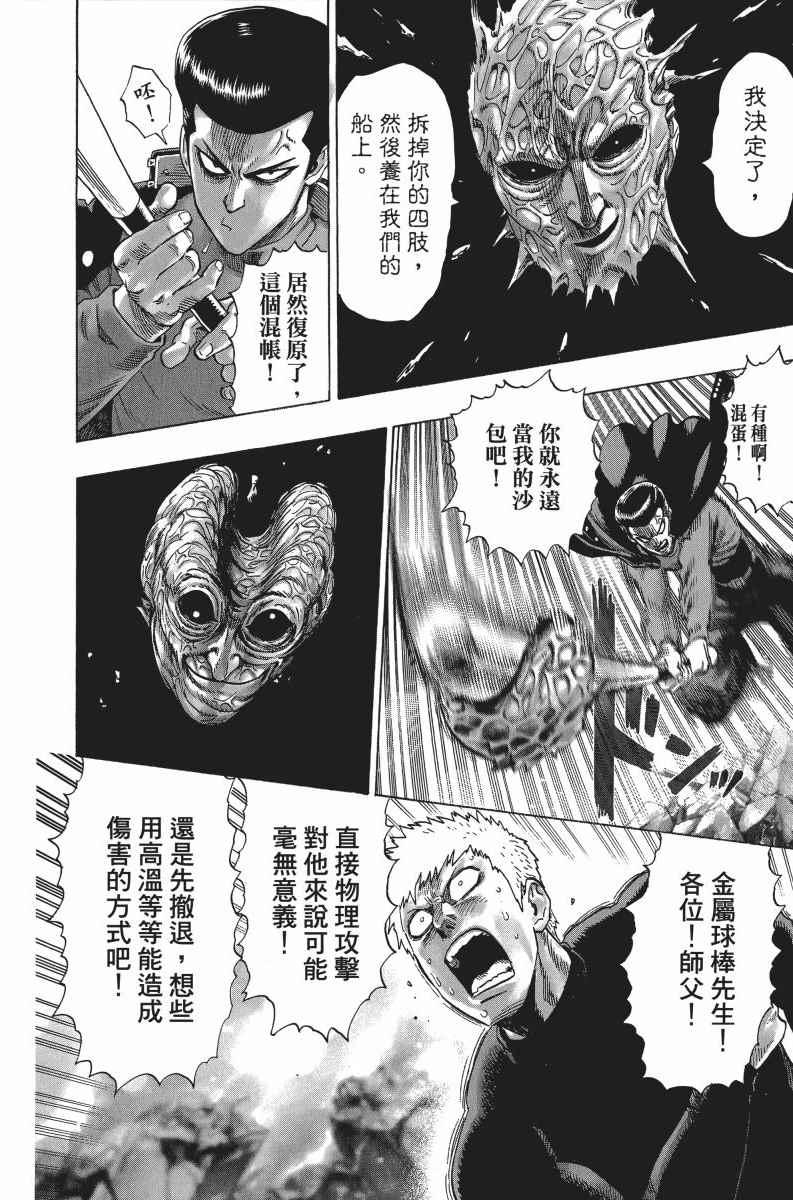 我決定了，
拆掉你的四肢，
然後養在我們的
船上。
呸！
居然復原了，
這個混帳！
有種啊！
混蛋！
你就永遠
當我的沙
包吧！
金屬球棒先生！
各位！師父！
直接物理攻擊
對他來說可能
毫無意義！
還是先撤退，想些
用高溫等等能造成
傷害的方式吧！